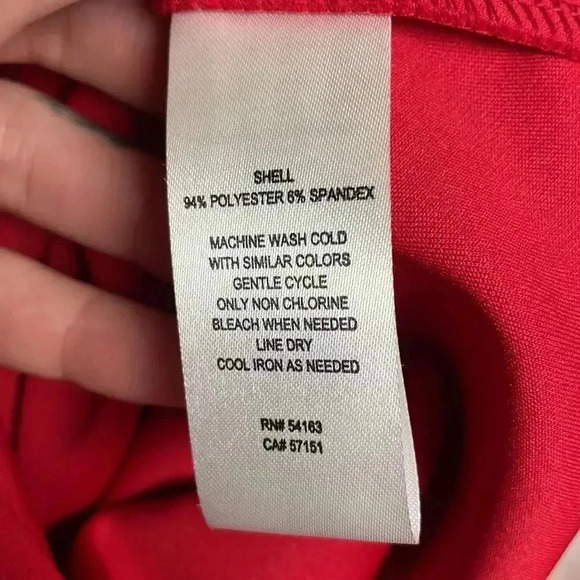 SHELL
94% POLYESTER 6% SPANDEX
MACHINE WASH COLD
WITH SIMILAR COLORS
GENTLE CYCLE
ONLY NON CHLORINE
BLEACH WHEN NEEDED
LINE DRY
COOL IRON AS NEEDED
RN# 54163
CA# 57151